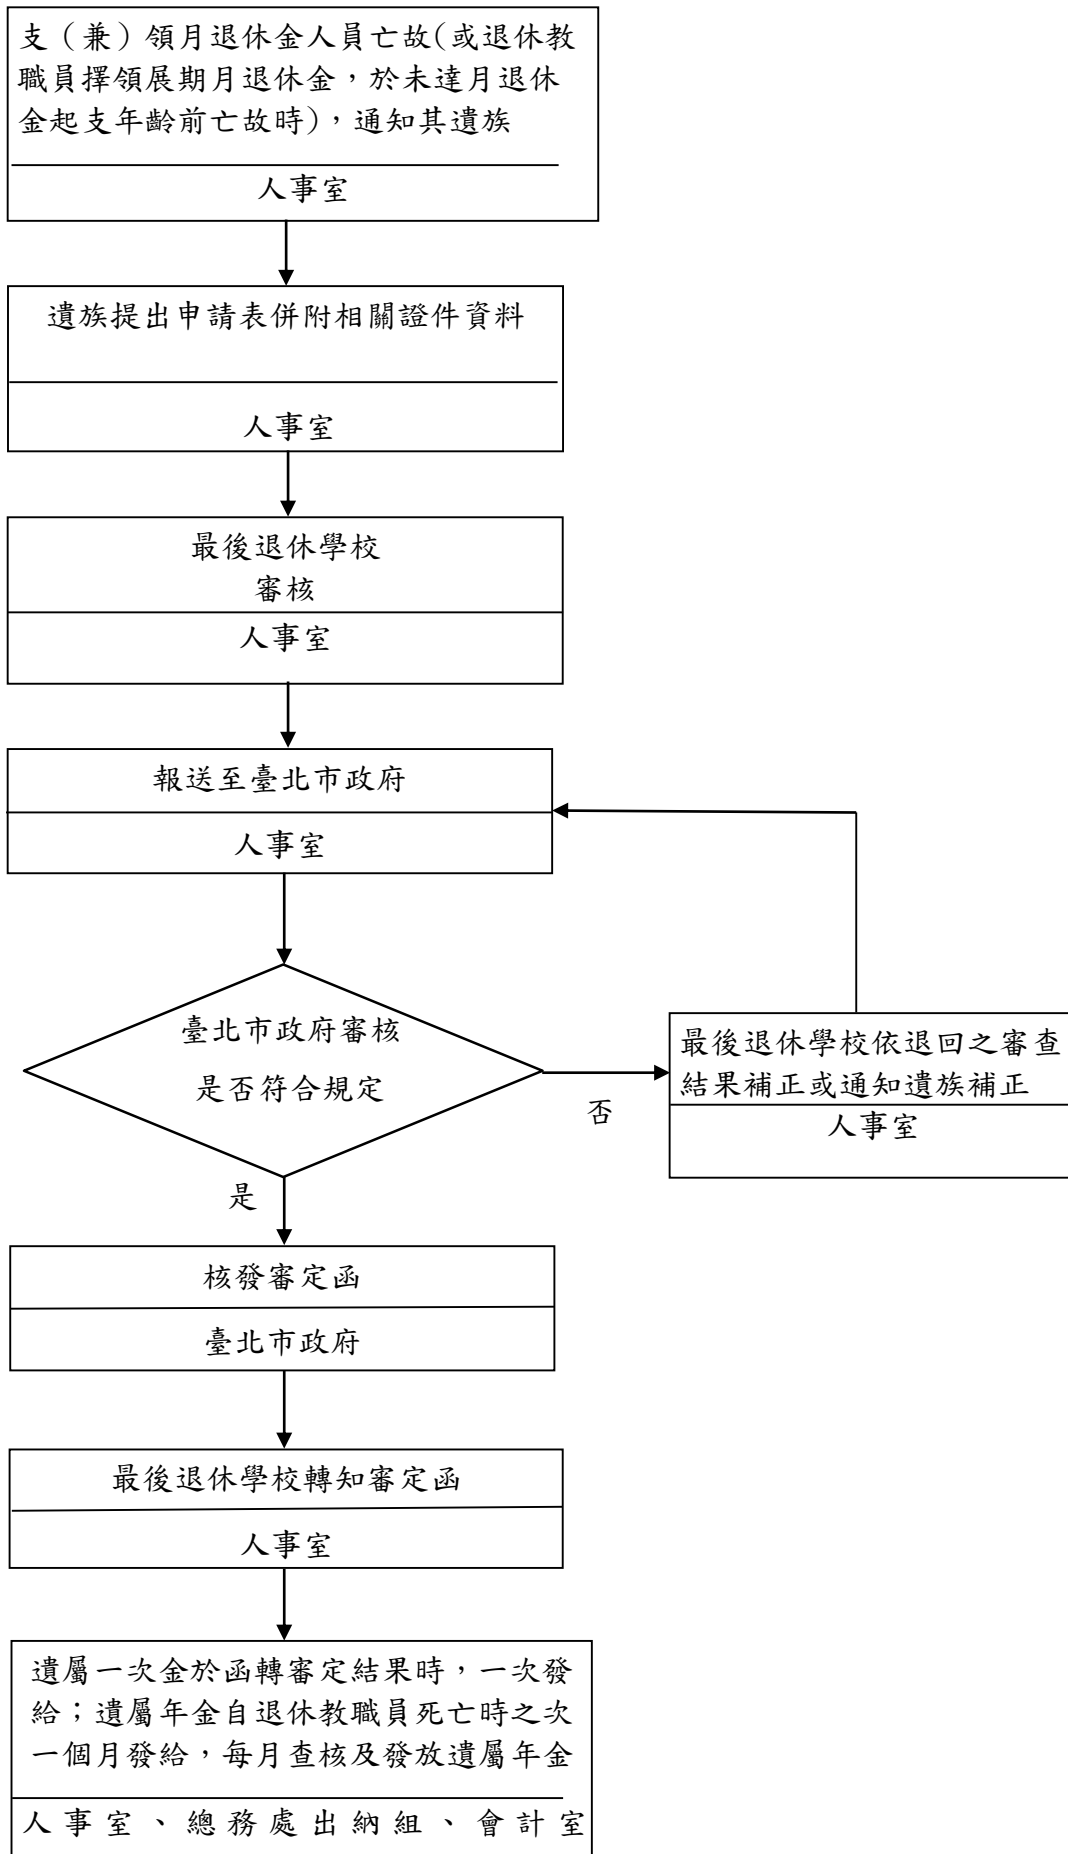 支（兼）領月退休金人員亡故(或退休教
職員擇領展期月退休金，於未達月退休
金起支年齡前亡故時)，通知其遺族
人事室
遺族提出申請表併附相關證件資料
人事室
最後退休學校
審核
人事室
報送至臺北市政府
人事室
臺北市政府審核
是否符合規定
否
最後退休學校依退回之審查
結果補正或通知遺族補正
人事室
是
核發審定函
臺北市政府
最後退休學校轉知審定函
人事室
遺屬一次金於函轉審定結果時，一次發
給；遺屬年金自退休教職員死亡時之次
一個月發給，每月查核及發放遺屬年金
人事室、總務處出納組、會計室